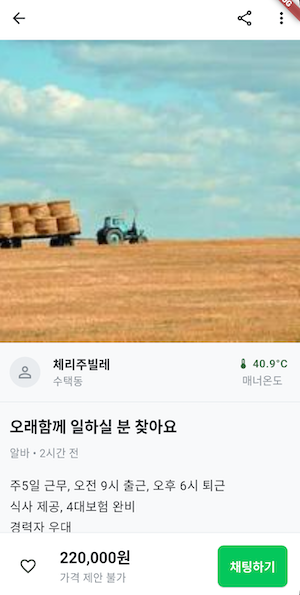 체리주빌레
40.9°C
수택동
매너온도
오래함께 일하실 분 찾아요
알바 • 2시간 전
주5일 근무, 오전 9시 출근, 오후 6시 퇴근
식사 제공, 4대보험 완비
경력자 우대
220,000원
가격 제안 불가
채팅하기